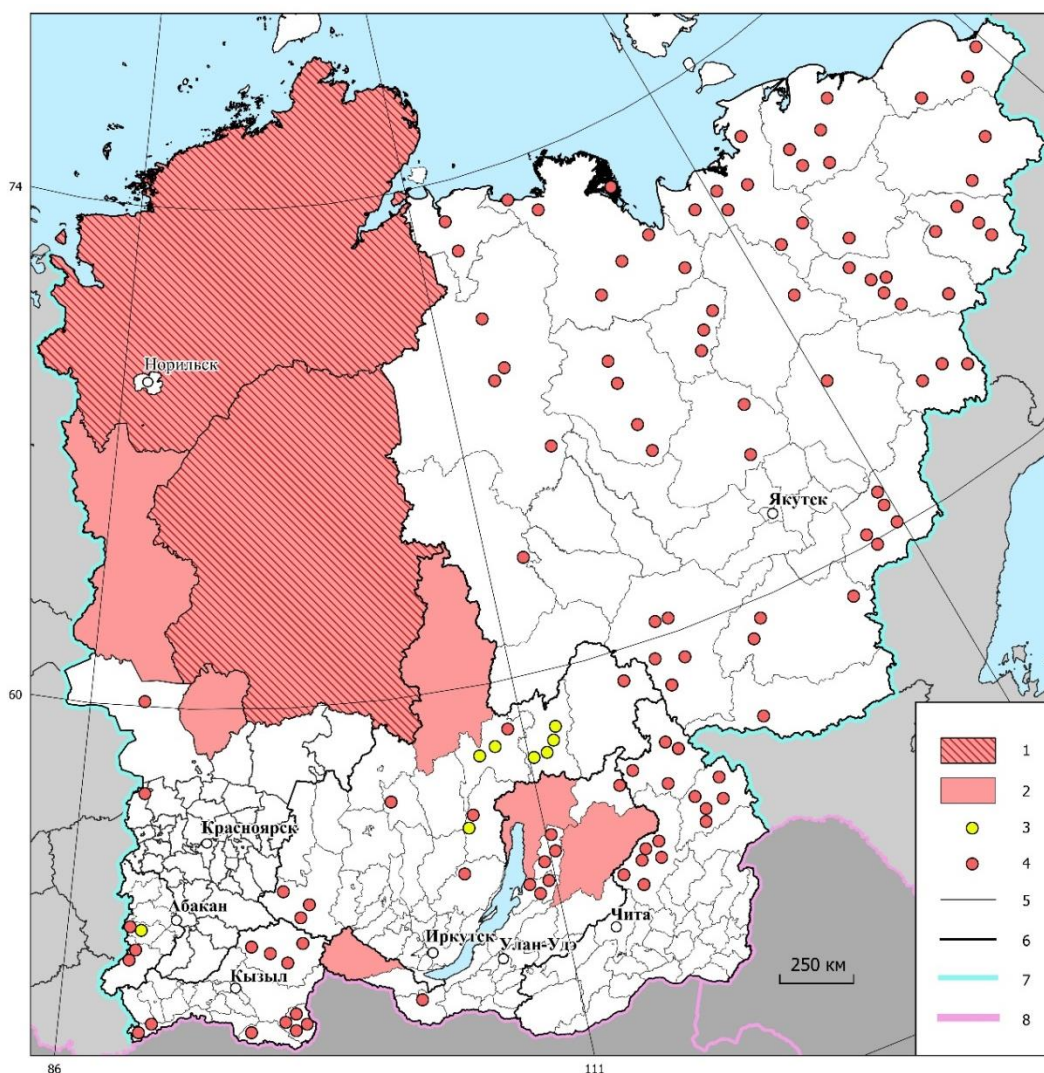 74
Норильск
Якутск
60
Красноярск
Абакан
Иркутск
Улан-Удэ
Чита
Кызыл
250 км
1
2
3
4
5
6
7
8
86
111